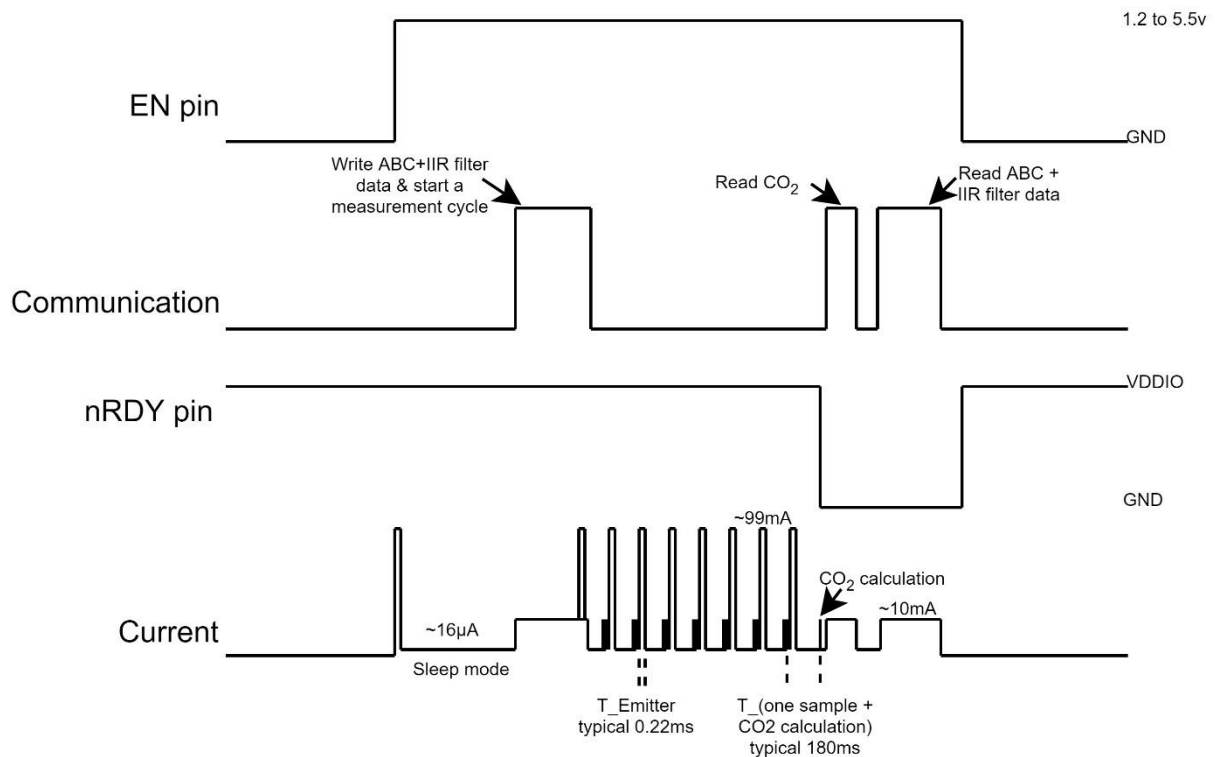 1.2 to 5.5v
EN pin
GND
Write ABC+IIR filter
data & start a
measurement cycle
Read CO2
Read ABC +
IIR filter data
Communication
VDDIO
nRDY pin
GND
~99mA
CO2 calculation
~10mA
~16µA
Current
Sleep mode
T_Emitter
typical 0.22ms
T_(one sample +
CO2 calculation)
typical 180ms